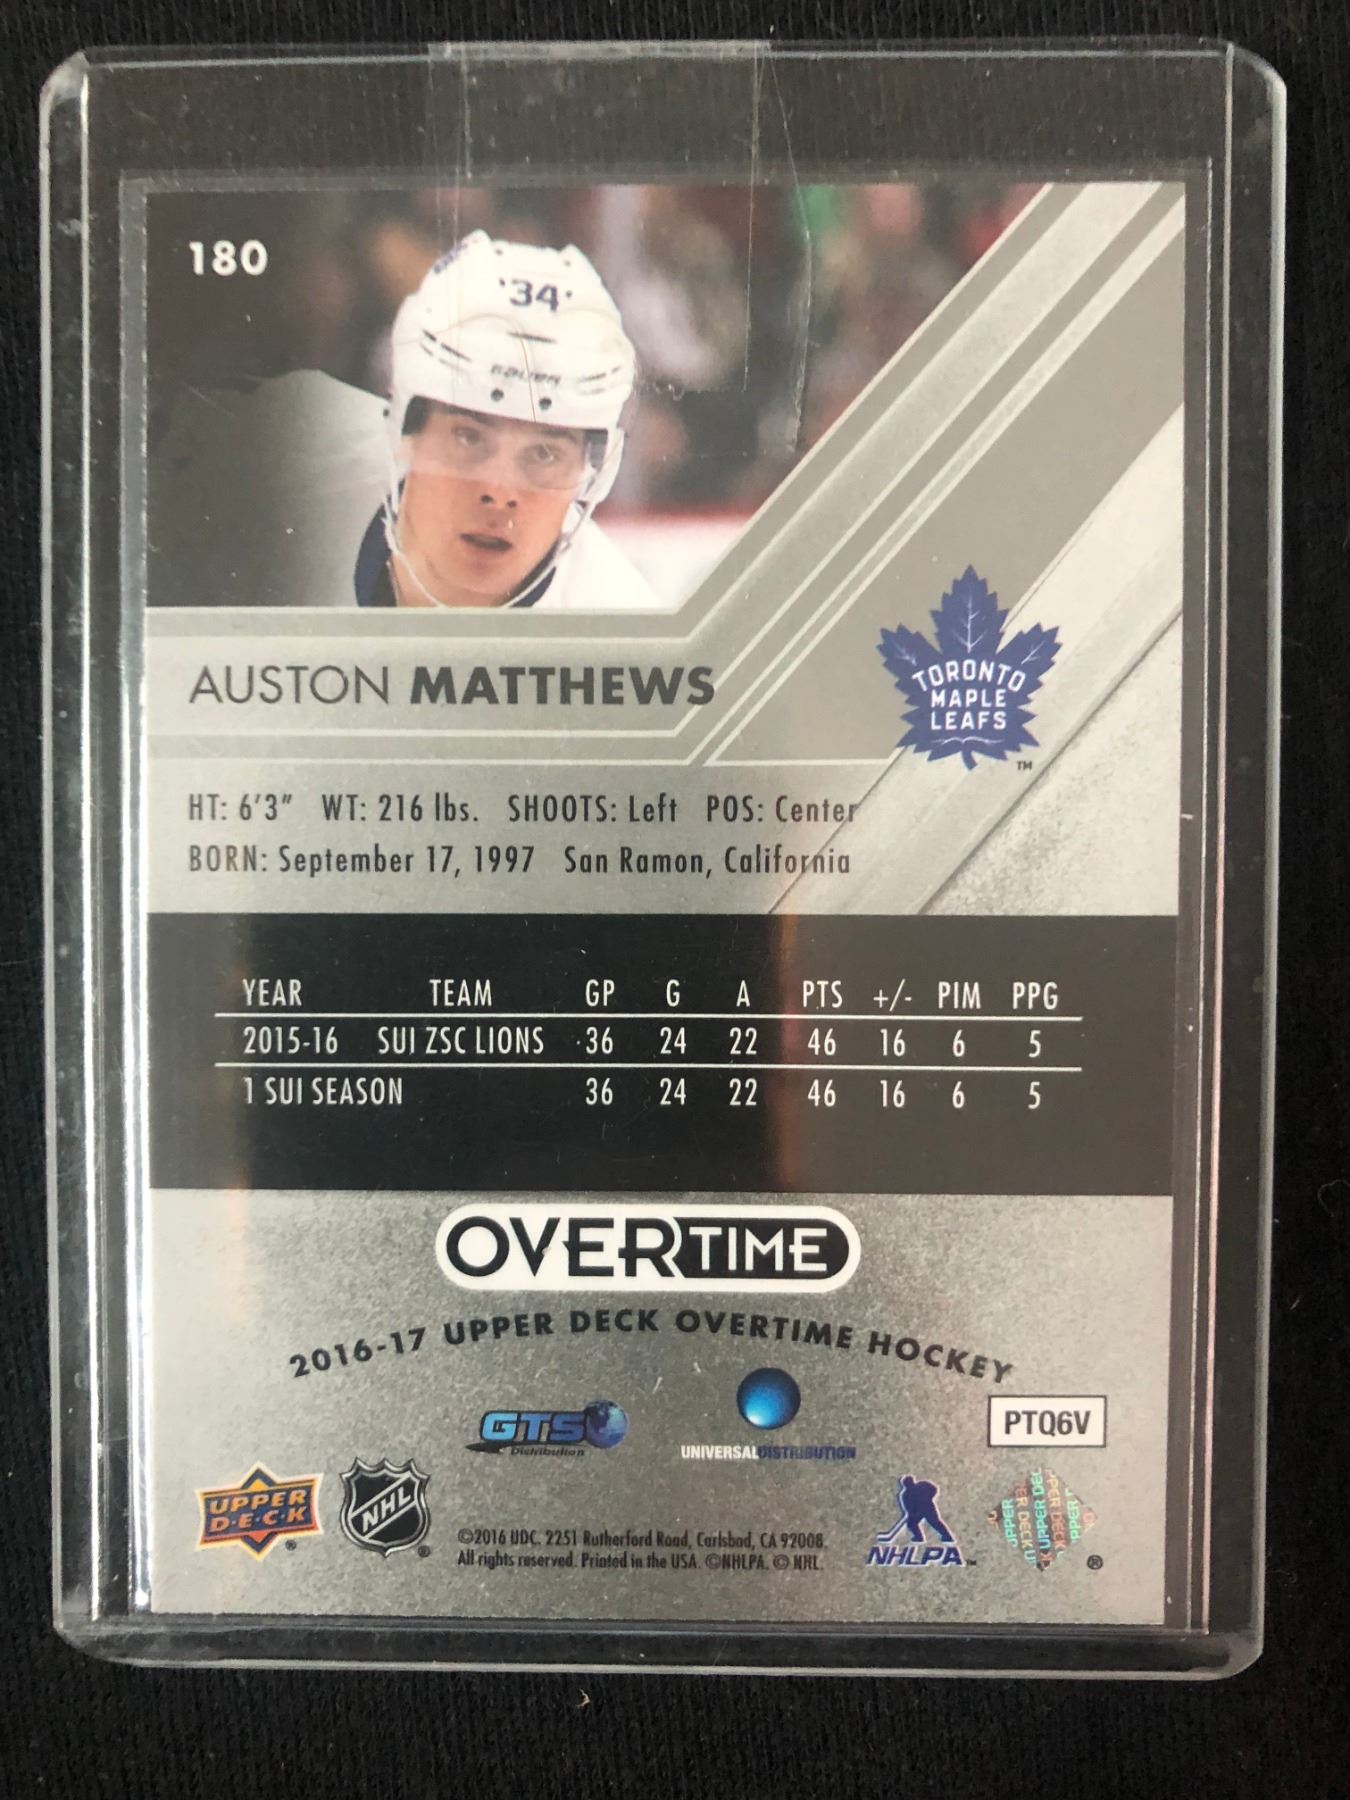 180
34
BAUER
AUSTON MATTHEWS
TORONTO
MAPLE
LEAFS
TM
HT: 6'3" WT: 216 lbs. SHOOTS: Left POS: Center
BORN: September 17, 1997 San Ramon, California
YEAR TEAM GP G A PTS +/- PIM PPG
2015-16 SUI ZSC LIONS 36 24 22 46 16 6 5
1 SUI SEASON 36 24 22 46 16 6 5
OVERTIME
2016-17 UPPER DECK OVERTIME HOCKEY
GTS
Distribution
UNIVERSALDISTRIBUTION
PTQ6V
UPPER
D·E·C·K
®
NHL
®
©2016 UDC. 2251 Rutherford Road, Carlsbad, CA 92008.
All rights reserved. Printed in the USA. ©NHLPA. © NHL.
NHLPA
UPPER DECK
®